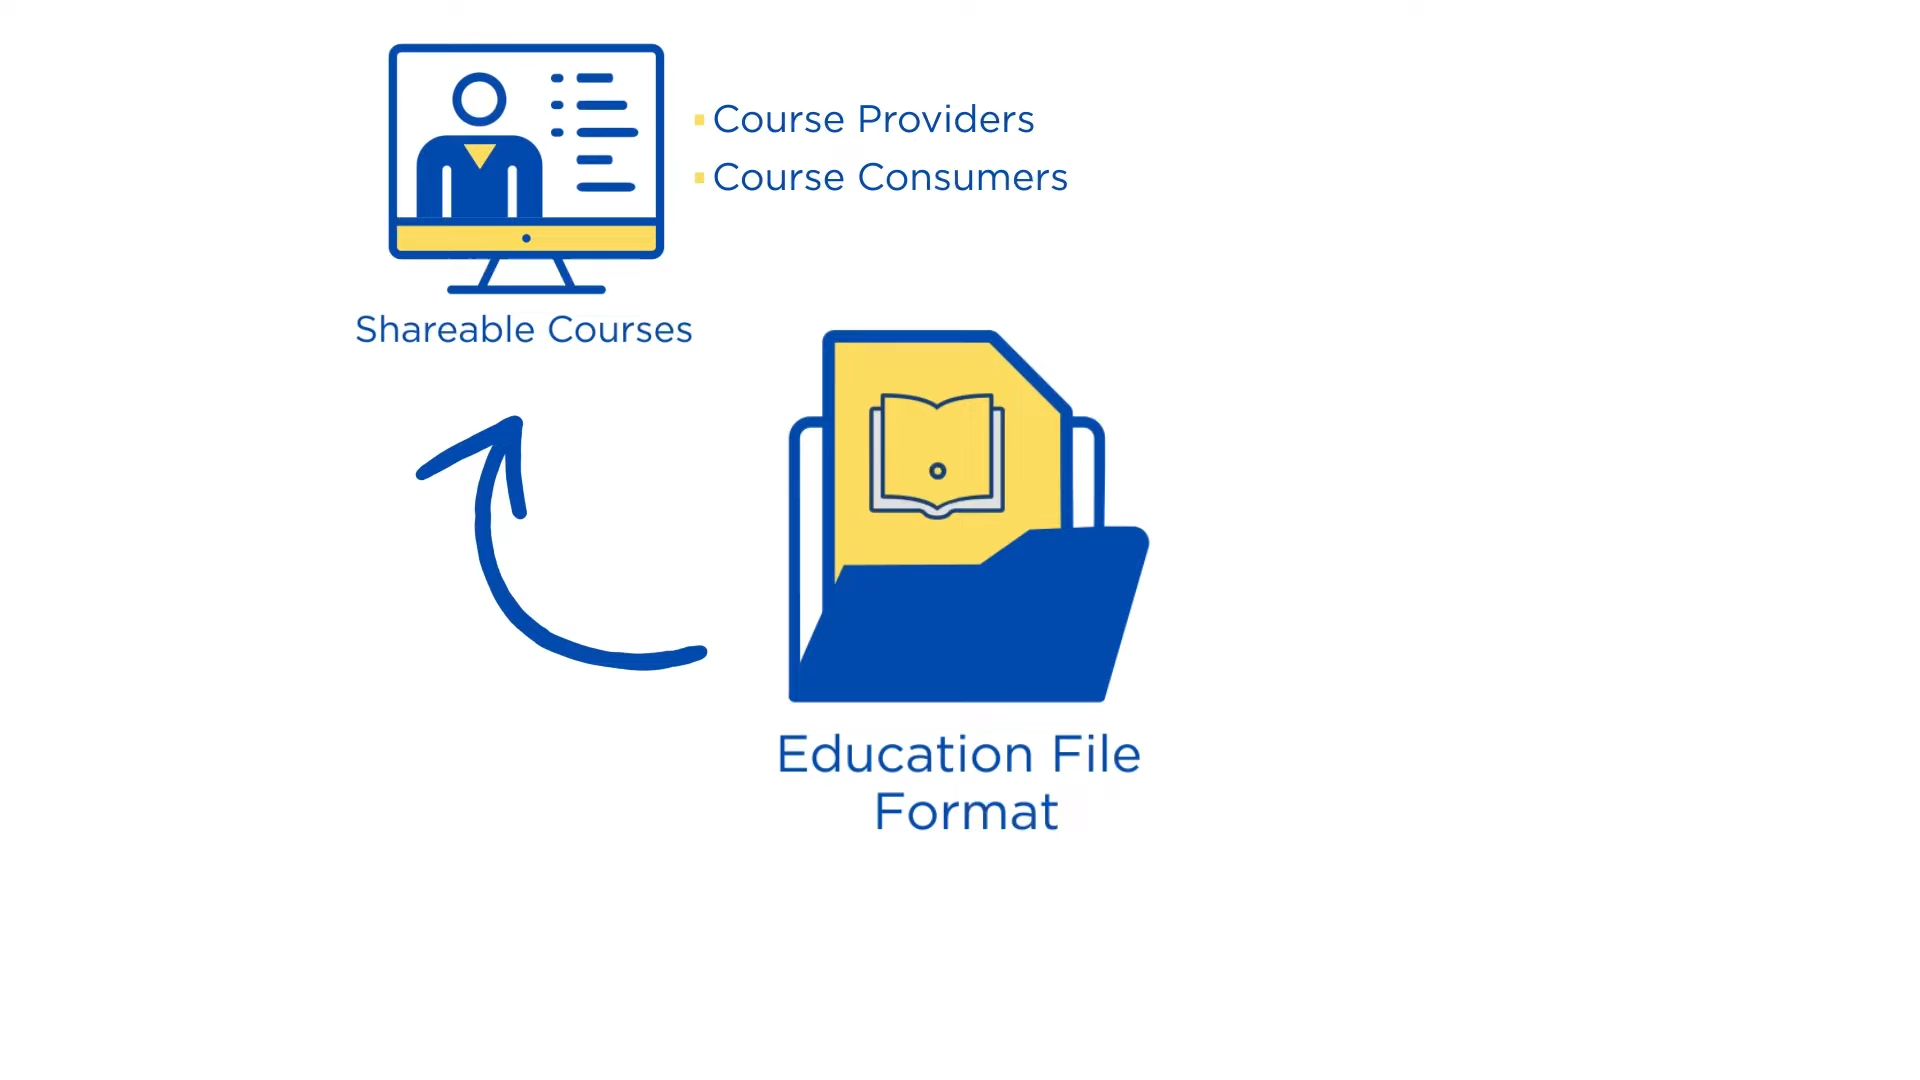 Course Providers
Course Consumers
Shareable Courses
Education File
Format